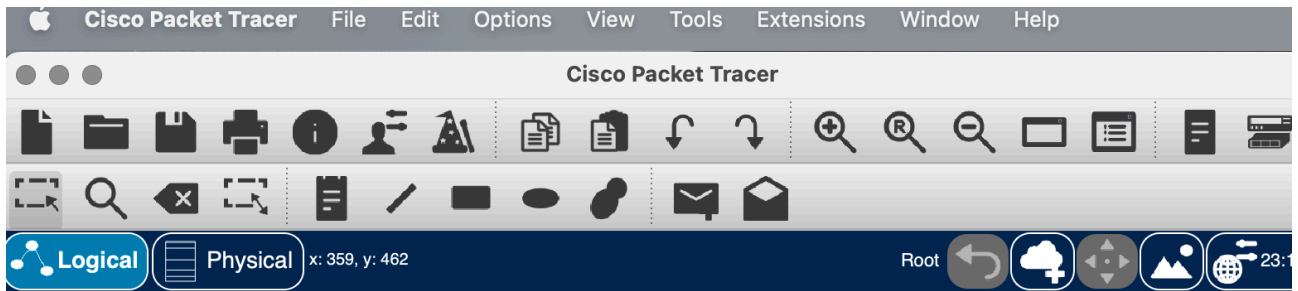 Cisco Packet Tracer File Edit Options View Tools Extensions Window Help
Cisco Packet Tracer
R
Logical Physical x: 359, y: 462 Root